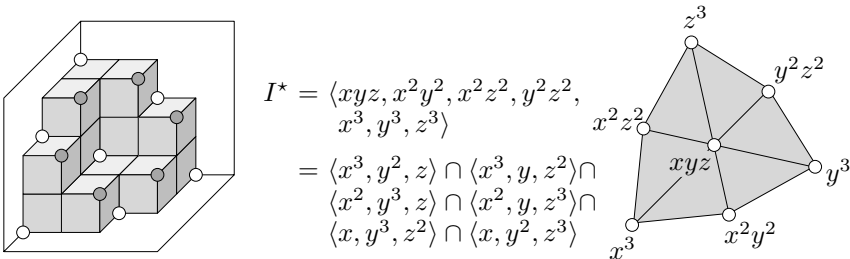 I⋆ = ⟨xyz, x²y², x²z², y²z²,
x³, y³, z³⟩
= ⟨x³, y², z⟩ ∩ ⟨x³, y, z²⟩∩
⟨x², y³, z⟩ ∩ ⟨x², y, z³⟩∩
⟨x, y³, z²⟩ ∩ ⟨x, y², z³⟩
z³
y²z²
x²z²
xyz
y³
x²y²
x³